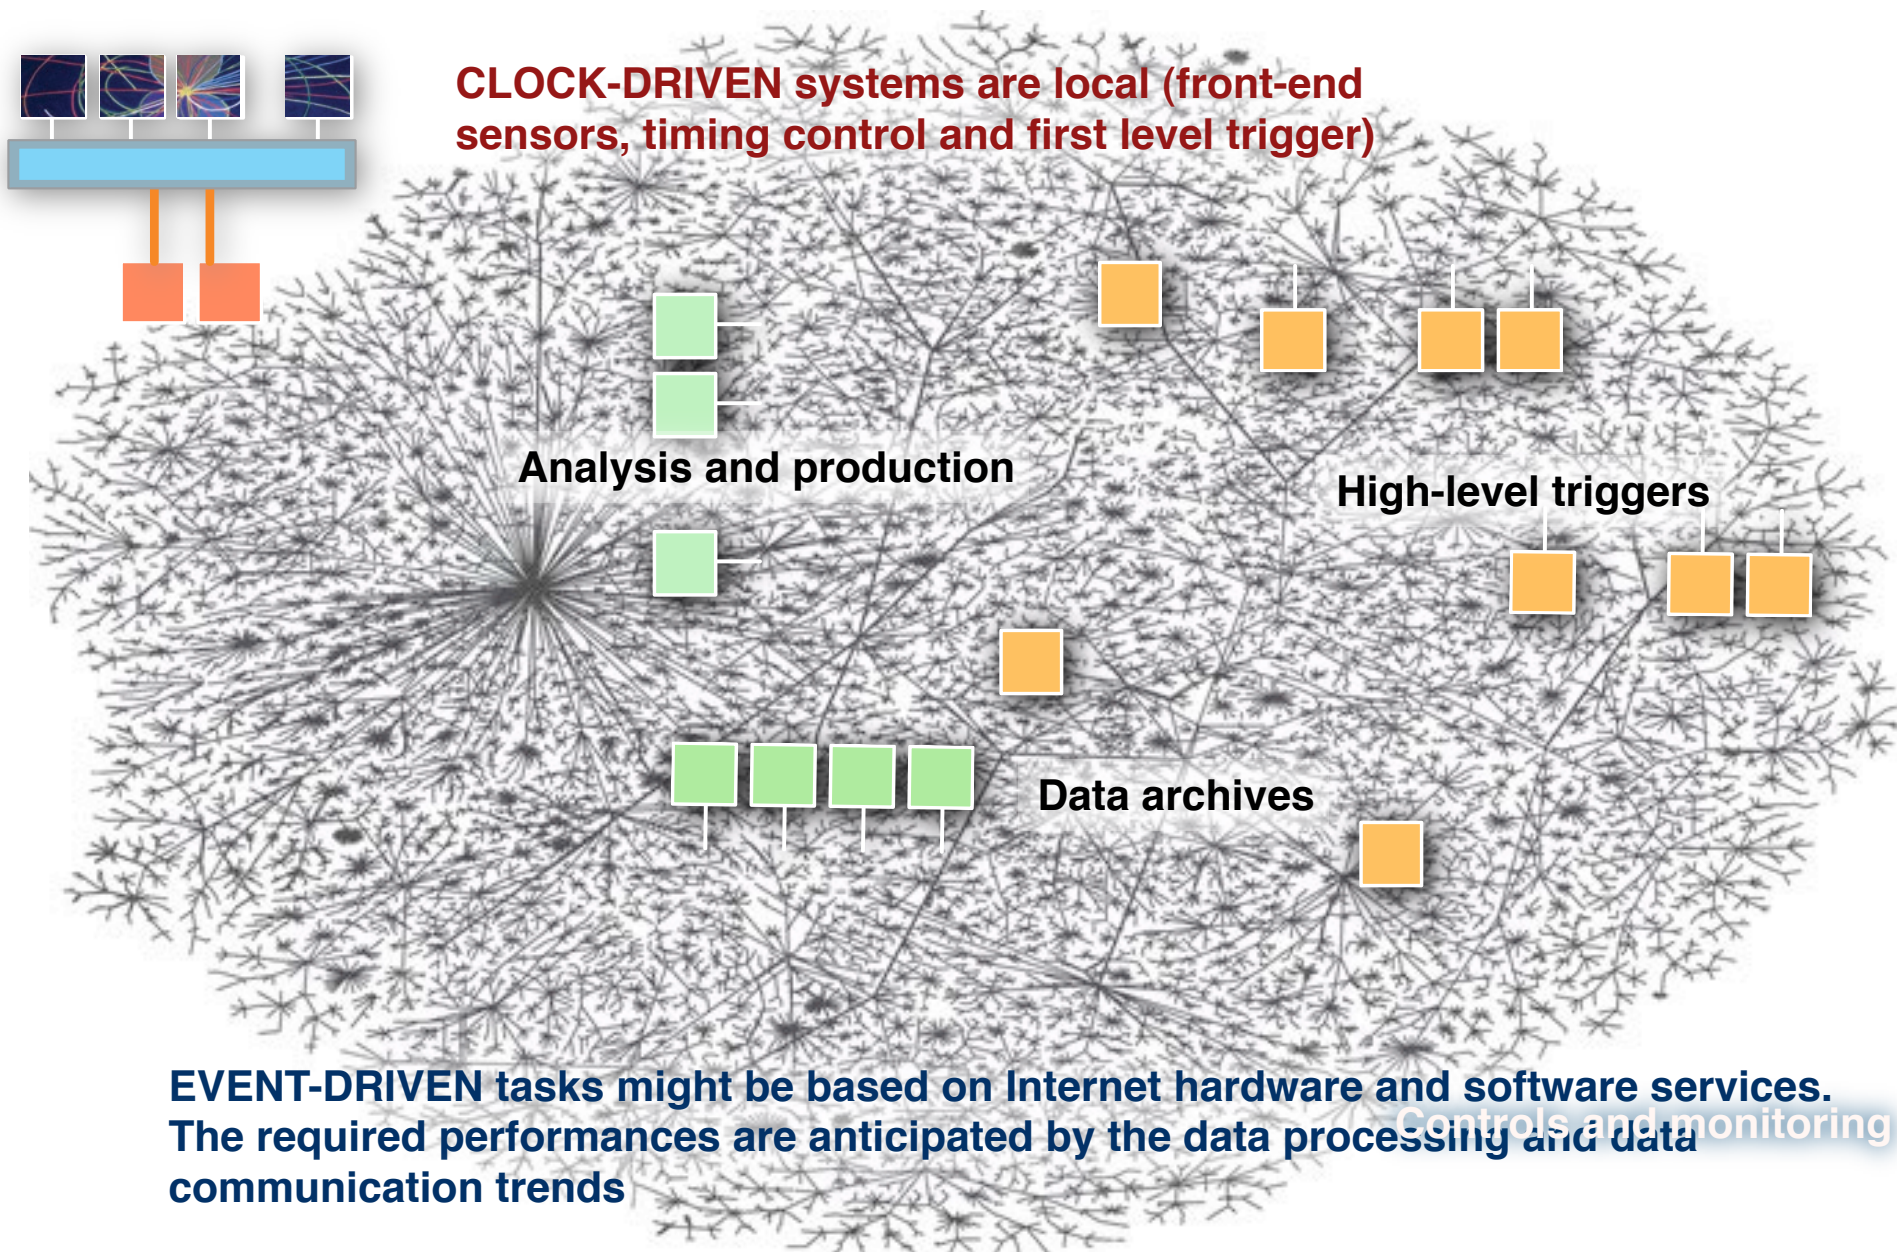 CLOCK-DRIVEN systems are local (front-end
sensors, timing control and first level trigger)
Analysis and production
High-level triggers
Data archives
EVENT-DRIVEN tasks might be based on Internet hardware and software services.
Controls and monitoring
The required performances are anticipated by the data processing and data
communication trends